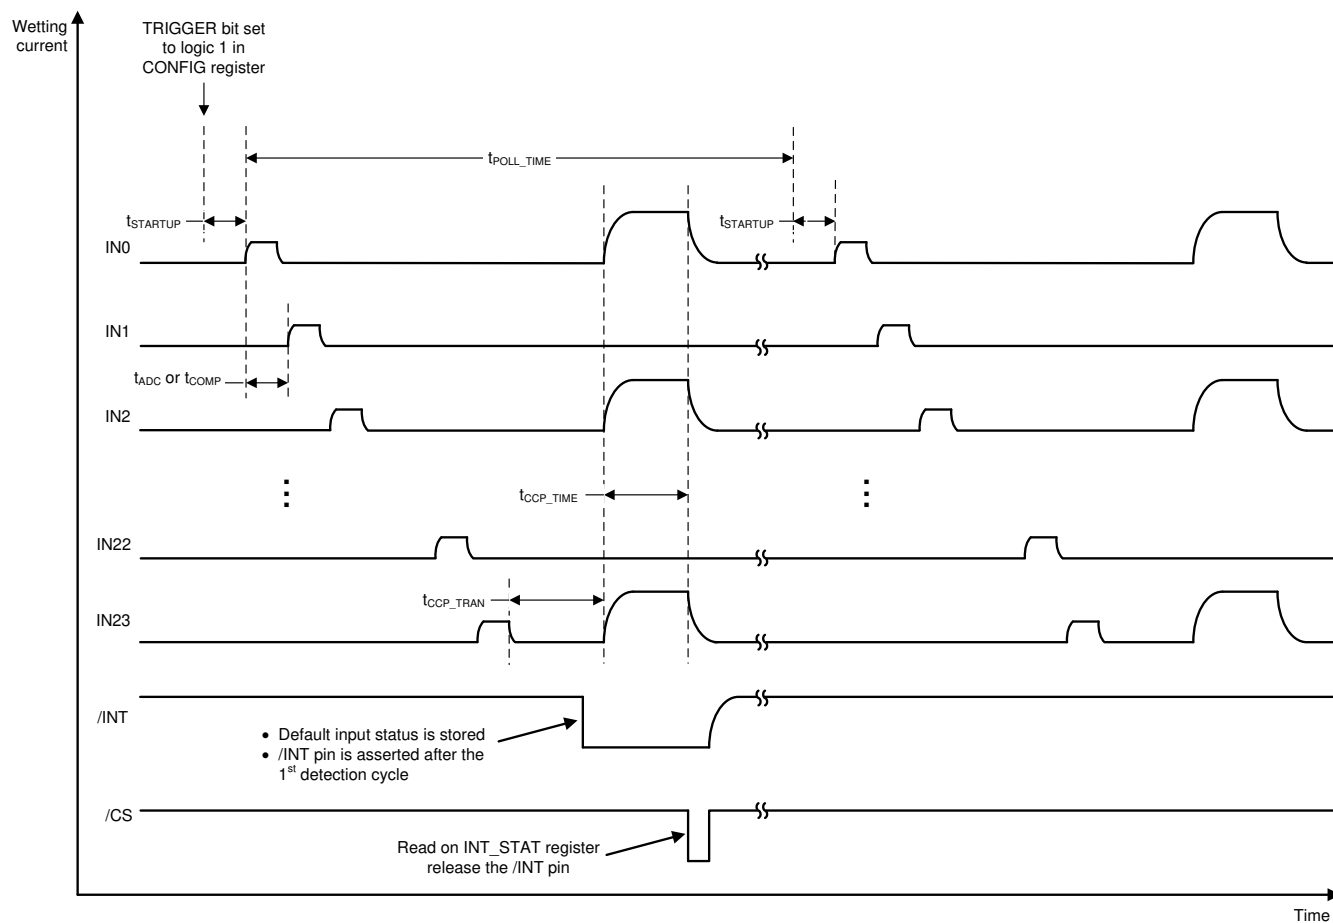 Wetting
current
TRIGGER bit set
to logic 1 in
CONFIG register
tPOLL_TIME
tSTARTUP
tSTARTUP
IN0
IN1
tADC or tCOMP
IN2
tCCP_TIME
IN22
tCCP_TRAN
IN23
/INT
• Default input status is stored
• /INT pin is asserted after the
1st detection cycle
/CS
Read on INT_STAT register
release the /INT pin
Time